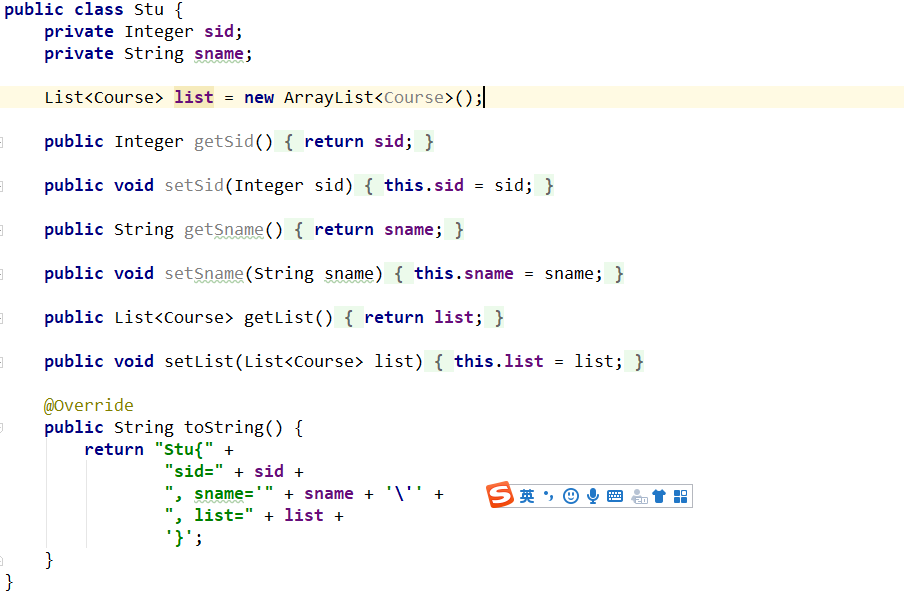 public class Stu {
    private Integer sid;
    private String sname;
    List<Course> list = new ArrayList<Course>();
    public Integer getSid() { return sid; }
    public void setSid(Integer sid) { this.sid = sid; }
    public String getSname() { return sname; }
    public void setSname(String sname) { this.sname = sname; }
    public List<Course> getList() { return list; }
    public void setList(List<Course> list) { this.list = list; }
    @Override
    public String toString() {
        return "Stu{" +
                "sid=" + sid +
                ", sname='" + sname + '\'' +
                ", list=" + list +
                '}';
    }
}
S 英